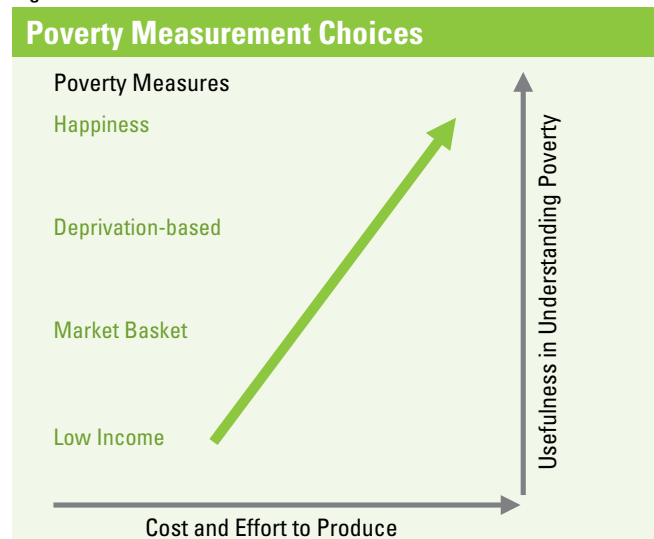 Poverty Measurement Choices
Poverty Measures
Happiness
Deprivation-based
Market Basket
Low Income
Usefulness in Understanding Poverty
Cost and Effort to Produce